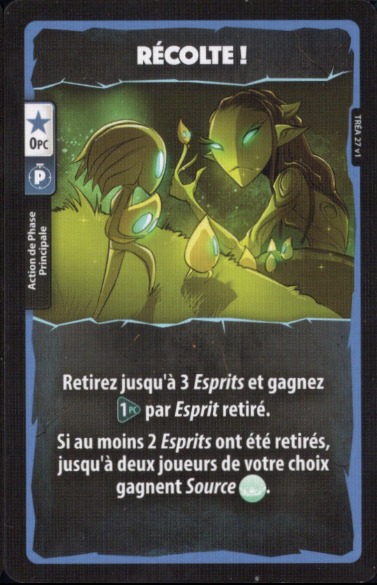 RÉCOLTE !
0PC
P
Action de Phase
Principale
TREA 27 v1
Retirez jusqu'à 3 Esprits et gagnez
1PC par Esprit retiré.
Si au moins 2 Esprits ont été retirés,
jusqu'à deux joueurs de votre choix
gagnent Source .